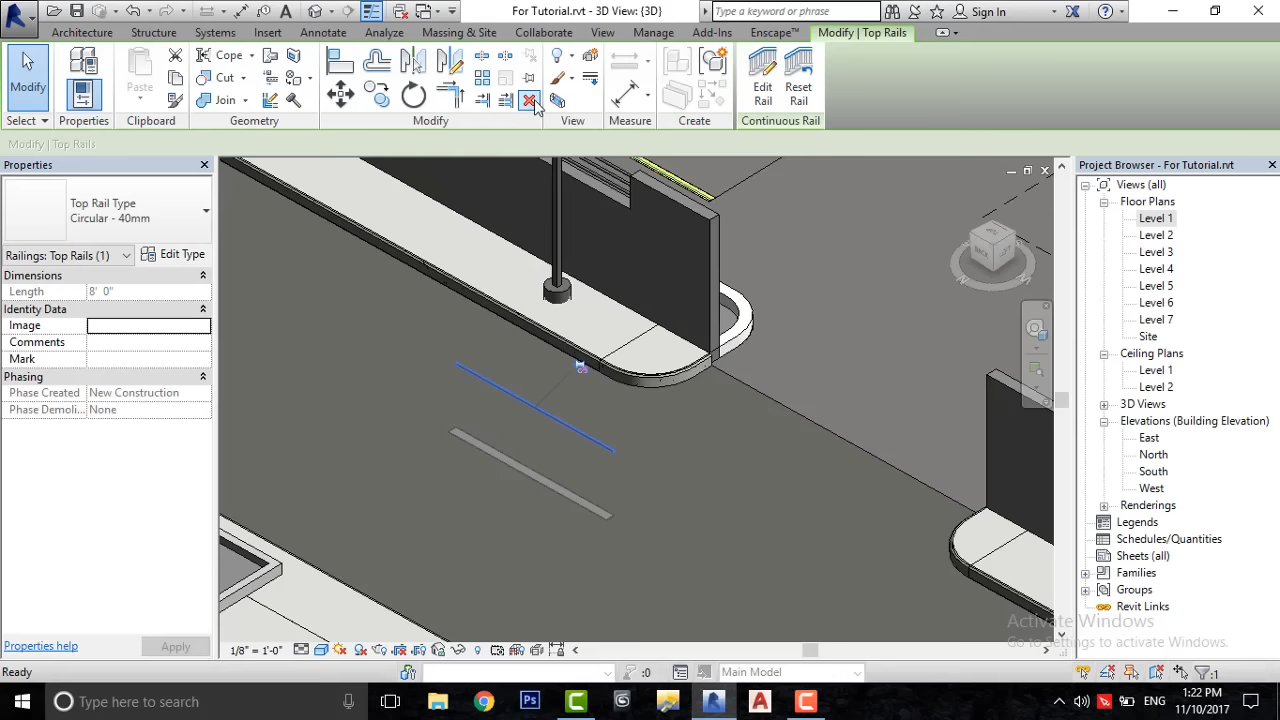 For Tutorial.rvt - 3D View: {3D}
Type a keyword or phrase
Sign In
Architecture
Structure
Systems
Insert
Annotate
Analyze
Massing & Site
Collaborate
View
Manage
Add-Ins
Enscape™
Modify | Top Rails
Modify
Paste
Cope
Cut
Join
Edit
Rail
Reset
Rail
Select
Properties
Clipboard
Geometry
Modify
View
Measure
Create
Continuous Rail
Modify | Top Rails
Properties
Top Rail Type
Circular - 40mm
Railings: Top Rails (1)
Edit Type
Dimensions
Length
8' 0"
Identity Data
Image
Comments
Mark
Phasing
Phase Created
New Construction
Phase Demoli...
None
Properties help
Apply
BACK
Project Browser - For Tutorial.rvt
Views (all)
Floor Plans
Level 1
Level 2
Level 3
Level 4
Level 5
Level 6
Level 7
Site
Ceiling Plans
Level 1
Level 2
3D Views
Elevations (Building Elevation)
East
North
South
West
Renderings
Legends
Schedules/Quantities
Sheets (all)
Families
Groups
Revit Links
Activate Windows
Go to Settings to activate Windows.
1/8" = 1'-0"
Ready
:0
Main Model
:1
Type here to search
ENG
1:22 PM
11/10/2017